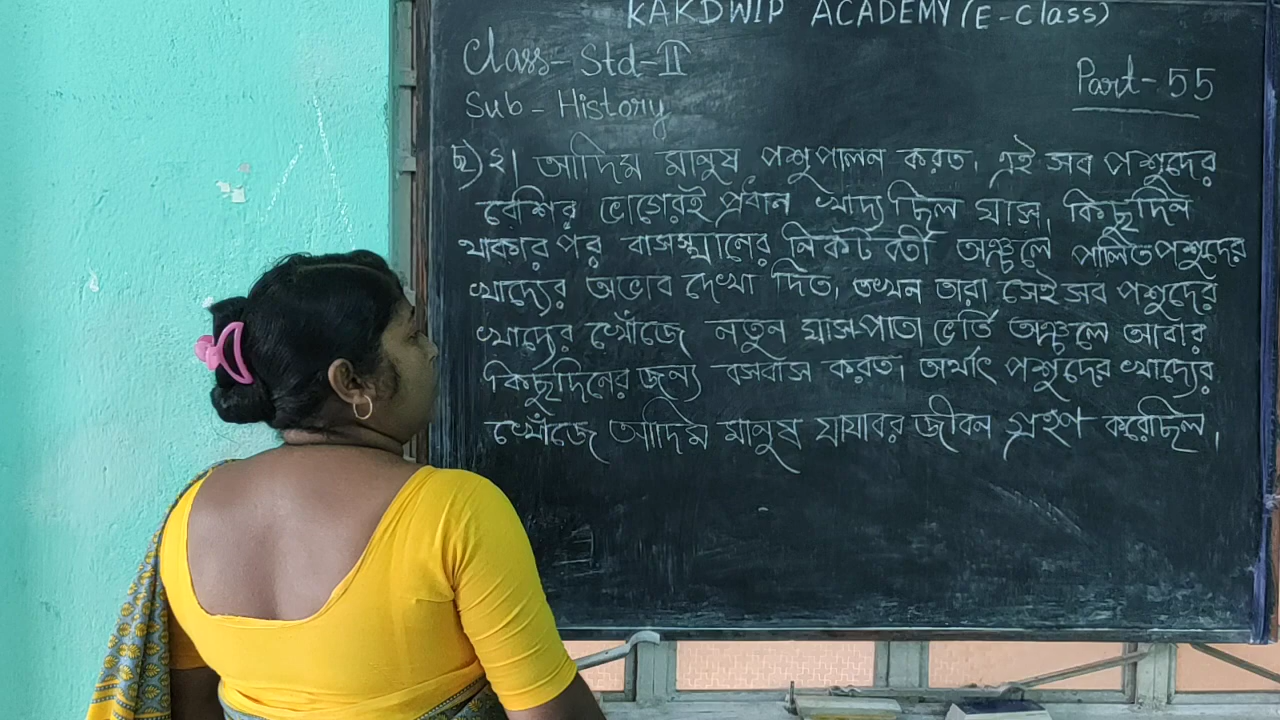 KAKDWIP ACADEMY (E-Class)
Class- Std-II
Part-55
Sub - History
ছ) ২। আদিম মানুষ পশুপালন করত। এই সব পশুদের
বেশির ভাগেরই প্রধান খাদ্য ছিল ঘাস। কিছুদিন
থাকার পর বাসস্থানের নিকটবর্তী অঞ্চলে পালিত পশুদের
খাদ্যের অভাব দেখা দিত। তখন তারা সেই সব পশুদের
খাদ্যের খোঁজে নতুন ঘাসপাতা ভর্তি অঞ্চলে আবার
কিছুদিনের জন্য বসবাস করত। অর্থাৎ পশুদের খাদ্যের
খোঁজে আদিম মানুষ যাযাবর জীবন গ্রহণ করেছিল।